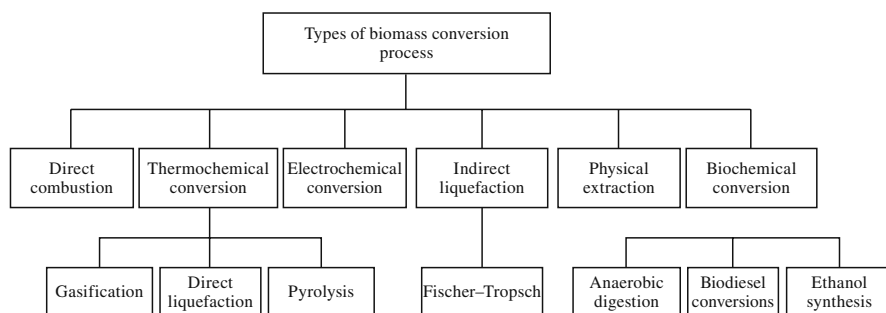 Types of biomass conversion
process
Direct
combustion
Thermochemical
conversion
Electrochemical
conversion
Indirect
liquefaction
Physical
extraction
Biochemical
conversion
Gasification
Direct
liquefaction
Pyrolysis
Fischer–Tropsch
Anaerobic
digestion
Biodiesel
conversions
Ethanol
synthesis